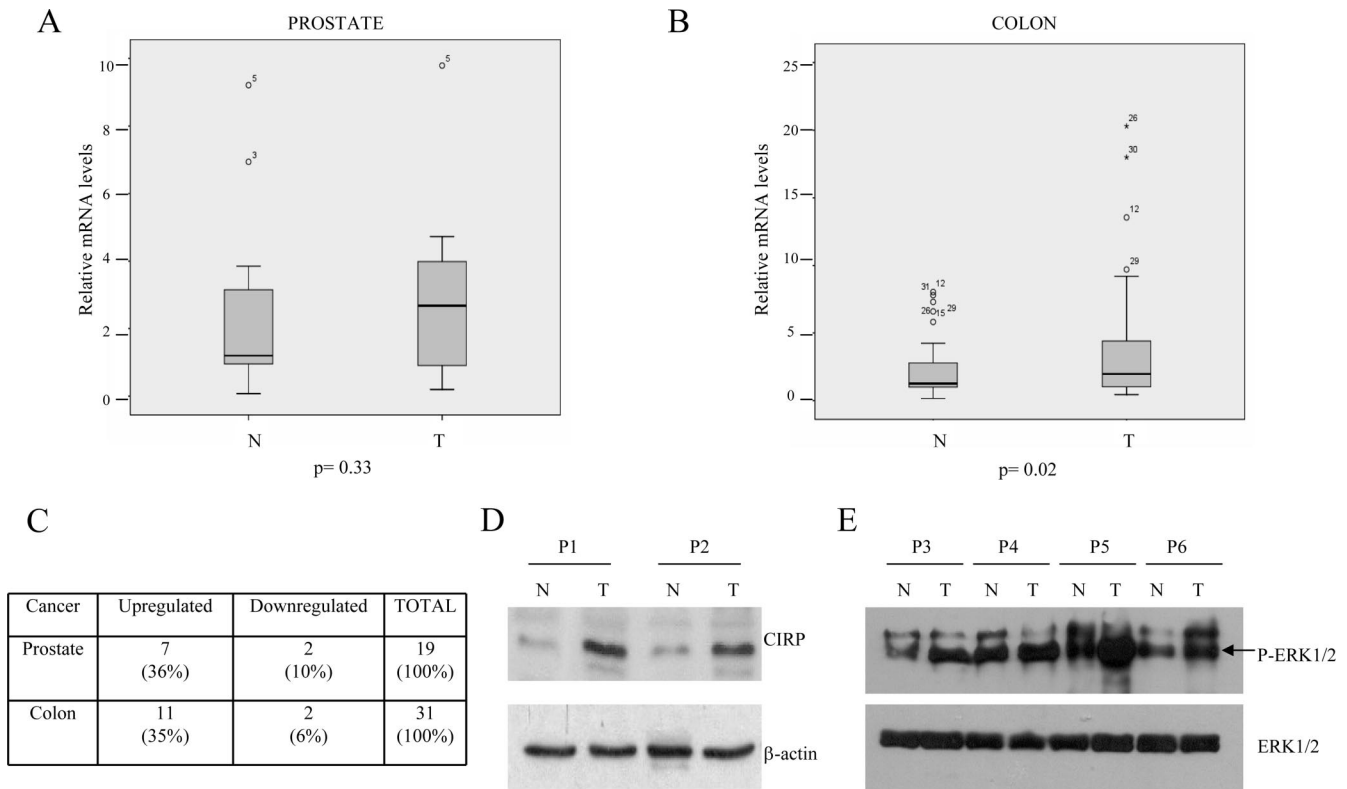 A
PROSTATE
Relative mRNA levels
10
8
6
4
2
0
5
3
5
N
T
p= 0.33
B
COLON
Relative mRNA levels
25
20
15
10
5
0
31 12
26 15 29
26
30
12
29
N
T
p= 0.02
C
Cancer Upregulated Downregulated TOTAL
Prostate 7 2 19
(36%) (10%) (100%)
Colon 11 2 31
(35%) (6%) (100%)
D
P1 P2
N T N T
CIRP
β-actin
E
P3 P4 P5 P6
N T N T N T N T
P-ERK1/2
ERK1/2